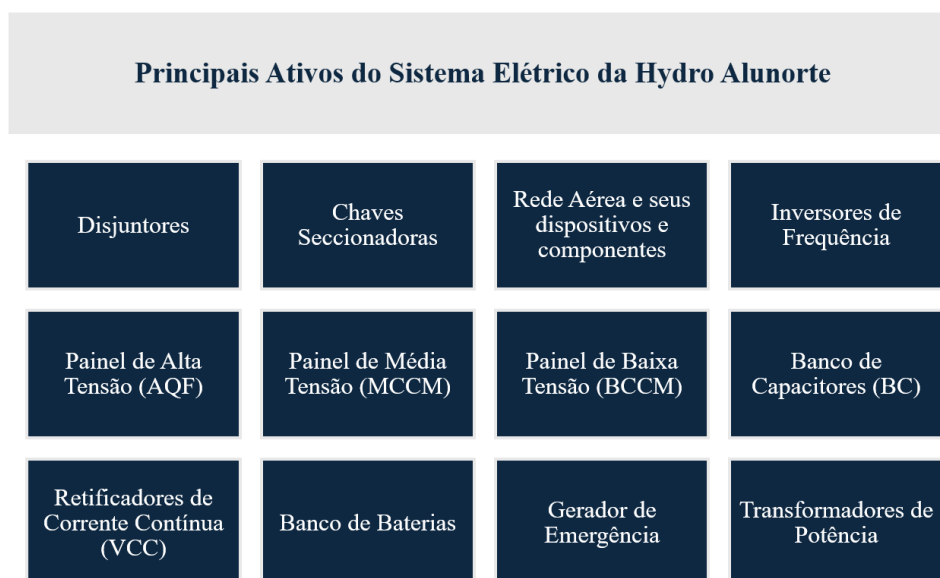 Principais Ativos do Sistema Elétrico da Hydro Alunorte
Disjuntores
Chaves
Seccionadoras
Rede Aérea e seus
dispositivos e
componentes
Inversores de
Frequência
Painel de Alta
Tensão (AQF)
Painel de Média
Tensão (MCCM)
Painel de Baixa
Tensão (BCCM)
Banco de
Capacitores (BC)
Retificadores de
Corrente Contínua
(VCC)
Banco de Baterias
Gerador de
Emergência
Transformadores de
Potência